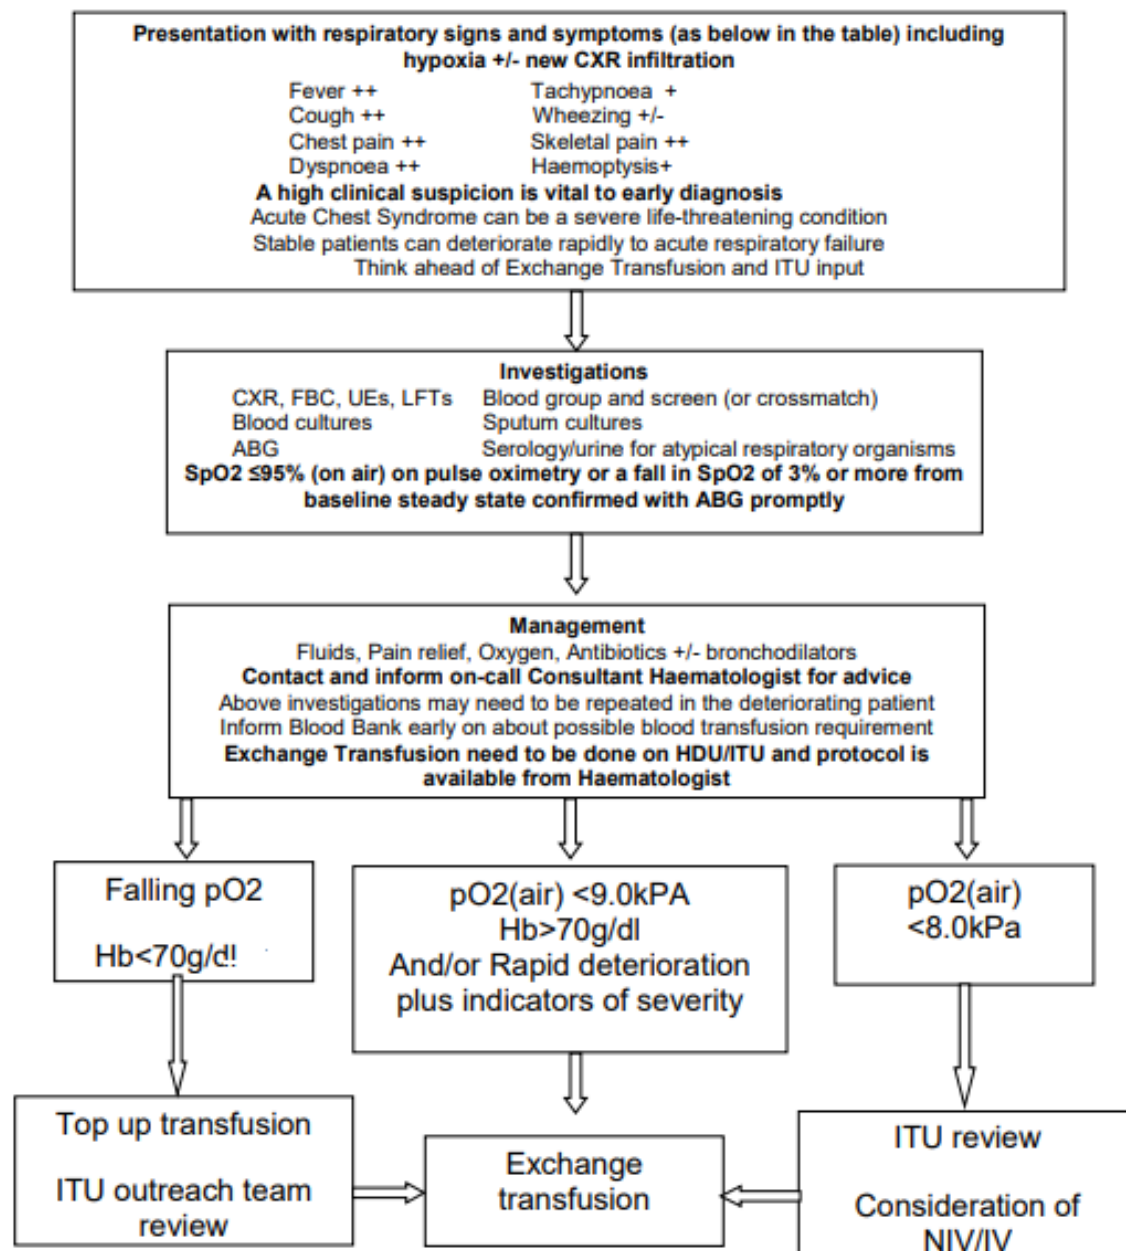 Presentation with respiratory signs and symptoms (as below in the table) including
hypoxia +/- new CXR infiltration
Fever ++ Tachypnoea +
Cough ++ Wheezing +/-
Chest pain ++ Skeletal pain ++
Dyspnoea ++ Haemoptysis+
A high clinical suspicion is vital to early diagnosis
Acute Chest Syndrome can be a severe life-threatening condition
Stable patients can deteriorate rapidly to acute respiratory failure
Think ahead of Exchange Transfusion and ITU input
Investigations
CXR, FBC, UEs, LFTs Blood group and screen (or crossmatch)
Blood cultures Sputum cultures
ABG Serology/urine for atypical respiratory organisms
SpO2 ≤95% (on air) on pulse oximetry or a fall in SpO2 of 3% or more from
baseline steady state confirmed with ABG promptly
Management
Fluids, Pain relief, Oxygen, Antibiotics +/- bronchodilators
Contact and inform on-call Consultant Haematologist for advice
Above investigations may need to be repeated in the deteriorating patient
Inform Blood Bank early on about possible blood transfusion requirement
Exchange Transfusion need to be done on HDU/ITU and protocol is
available from Haematologist
Falling pO2
Hb<70g/dl
pO2(air) <9.0kPA
Hb>70g/dl
And/or Rapid deterioration
plus indicators of severity
pO2(air)
<8.0kPa
Top up transfusion
ITU outreach team
review
Exchange
transfusion
ITU review
Consideration of
NIV/IV